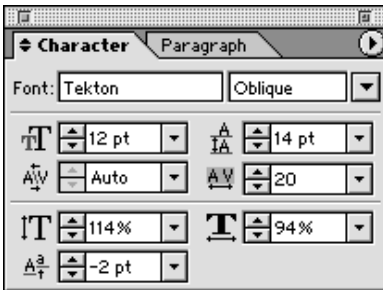 Character Paragraph
Font: Tekton Oblique
12 pt 14 pt
Auto 20
114% 94%
-2 pt